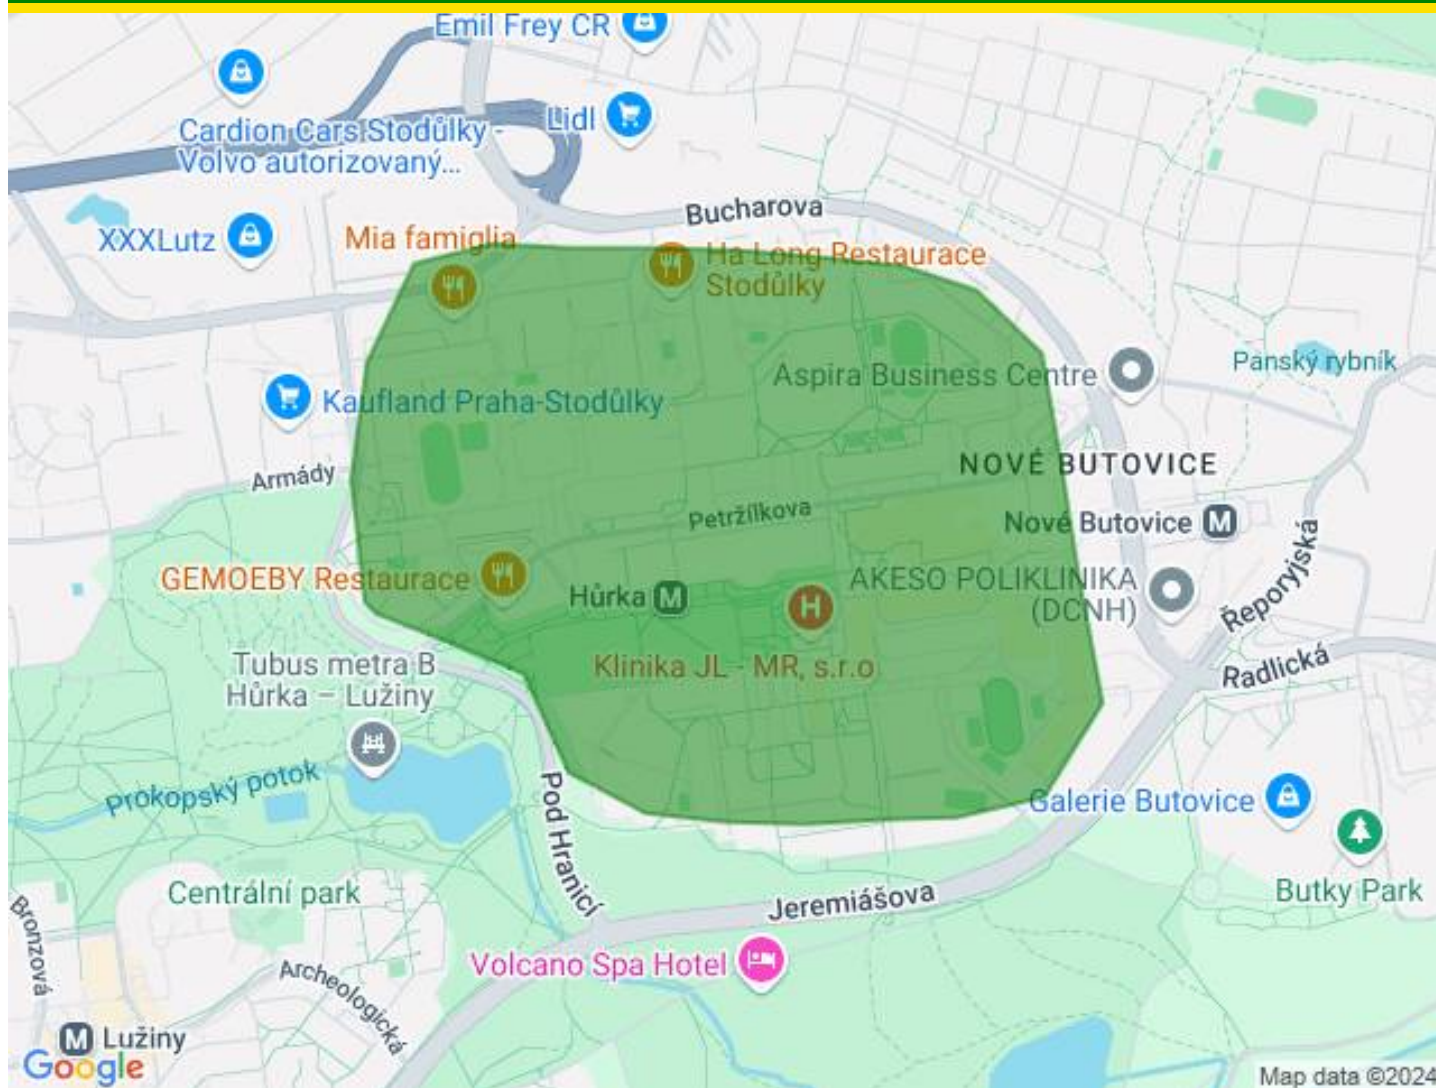 Emil Frey CR
Cardion Cars Stodůlky -
Volvo autorizovaný...
Lidl
Bucharova
XXXLutz
Mia famiglia
Ha Long Restaurace
Stodůlky
Panský rybník
Aspira Business Centre
Kaufland Praha-Stodůlky
Armády
NOVÉ BUTOVICE
Petržílkova
Nové Butovice M
GEMOEBY Restaurace
Hůrka M
H
AKESO POLIKLINIKA
(DCNH)
Řeporyjská
Klinika JL - MR, s.r.o
Radlická
Tubus metra B
Hůrka – Lužiny
Prokopský potok
Pod Hranicí
Galerie Butovice
Centrální park
Jeremiášova
Butky Park
Bronzová
Archeologická
Volcano Spa Hotel
M Lužiny
Google
Map data ©2024